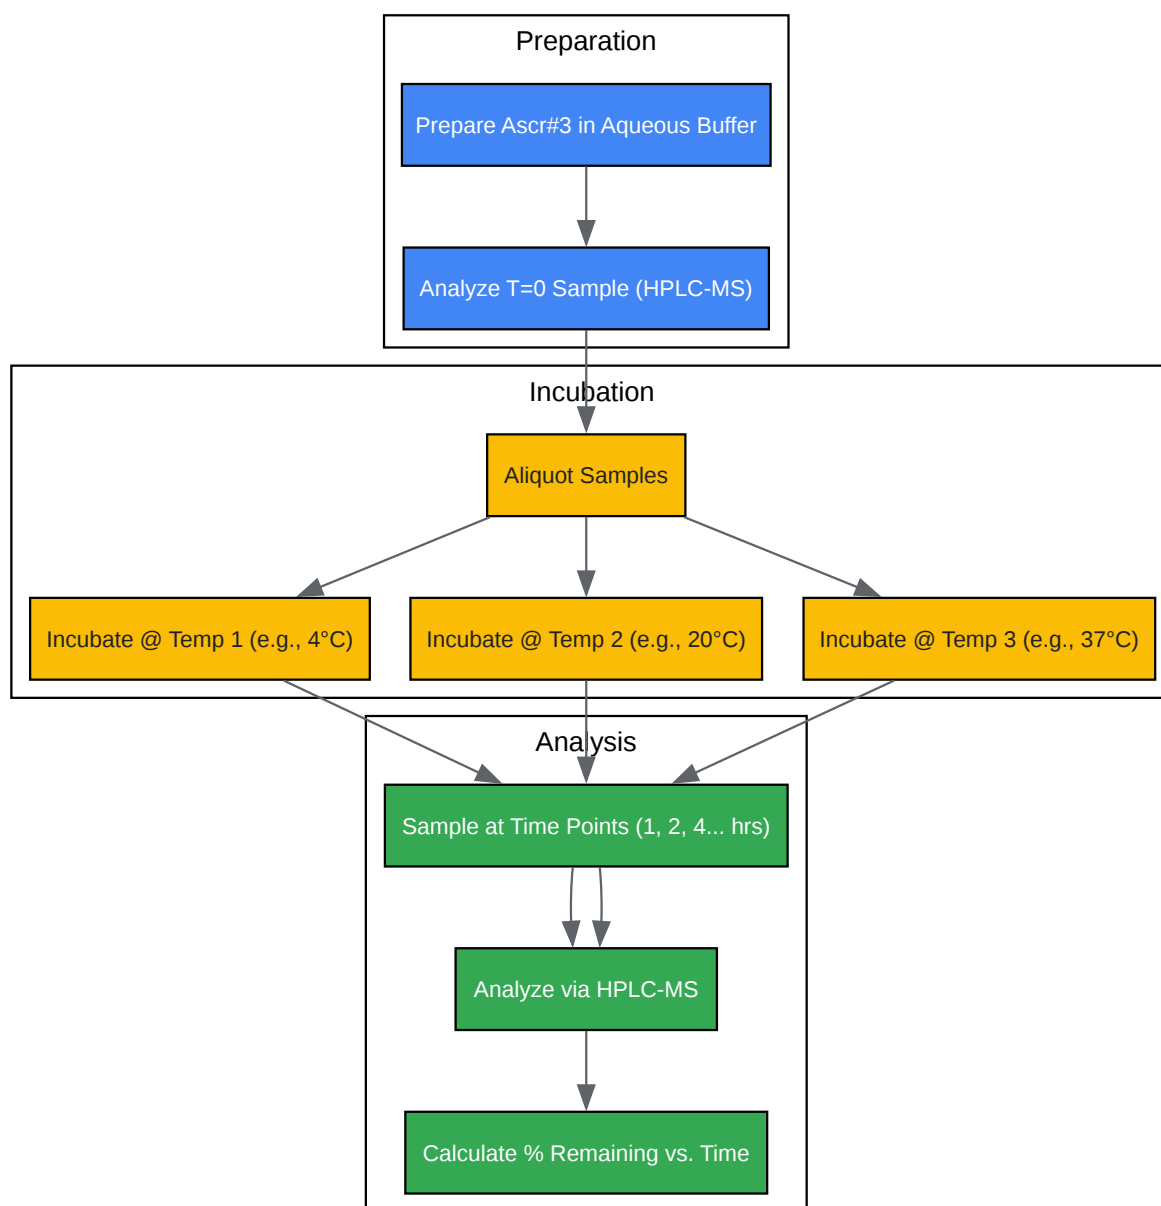 Preparation
Prepare Ascr#3 in Aqueous Buffer
Analyze T=0 Sample (HPLC-MS)
Incubation
Aliquot Samples
Incubate @ Temp 1 (e.g., 4°C)
Incubate @ Temp 2 (e.g., 20°C)
Incubate @ Temp 3 (e.g., 37°C)
Analysis
Sample at Time Points (1, 2, 4... hrs)
Analyze via HPLC-MS
Calculate % Remaining vs. Time